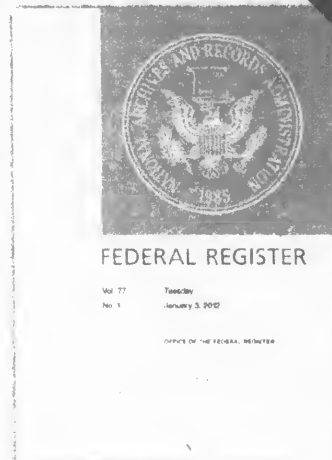 NATIONAL ARCHIVES AND RECORDS ADMINISTRATION
1985
FEDERAL REGISTER
Vol. 77 Tuesday
No. 1 January 3, 2012
OFFICE OF THE FEDERAL REGISTER